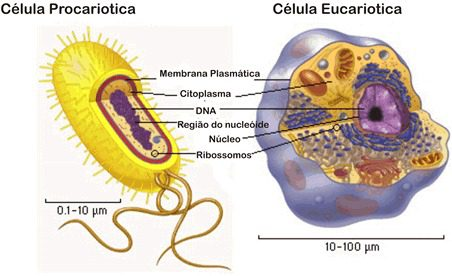 Célula Procariotica
Célula Eucariotica
Membrana Plasmática
Citoplasma
DNA
Região do nucleóide
Núcleo
Ribossomos
0.1–10 µm
10–100 µm